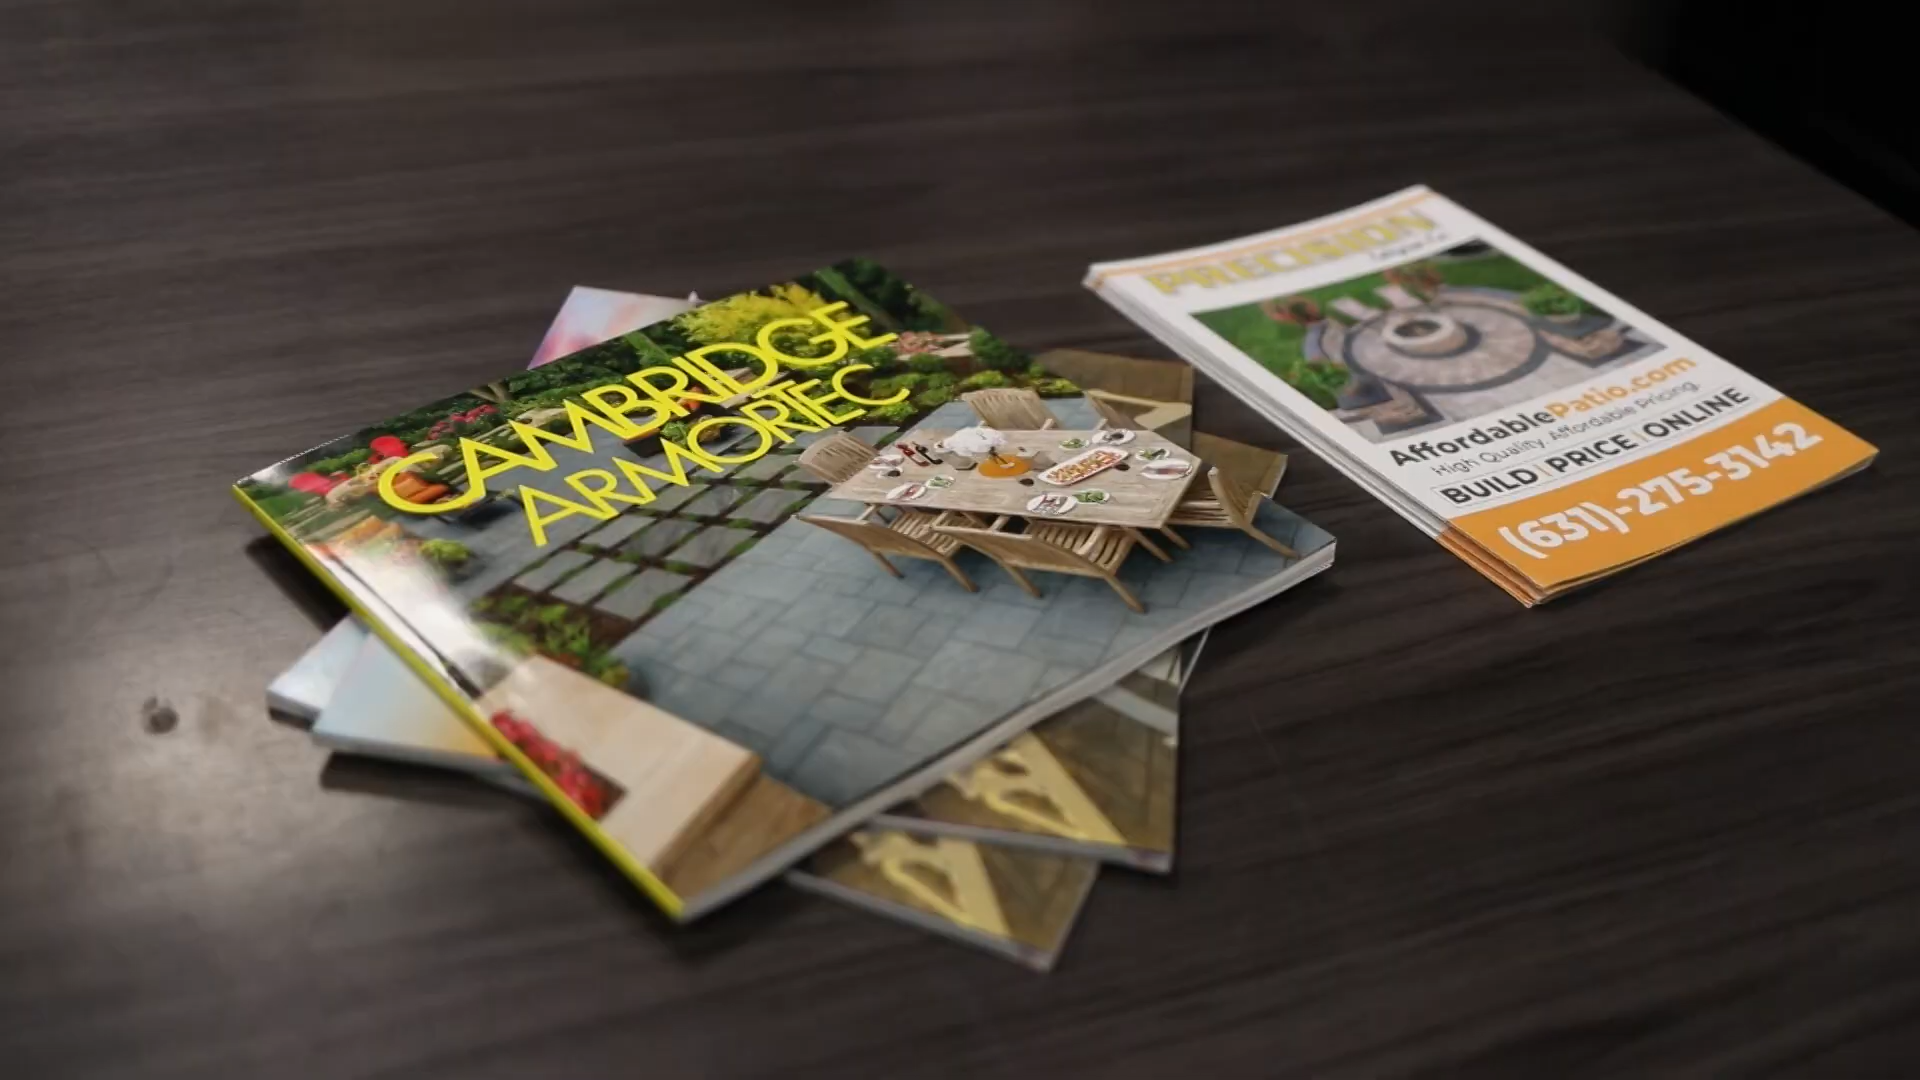 CAMBRIDGE
ARMORTEC
PRECISION
AffordablePatio.com
High Quality. Affordable Pricing.
BUILD | PRICE | ONLINE
(631)-275-3142